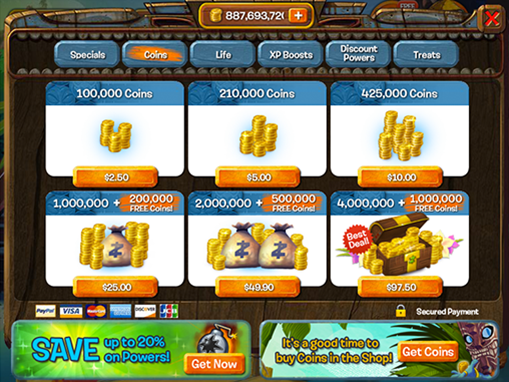 FREE
887,693,720 +
X
Specials
Coins
Life
XP Boosts
Discount
Powers
Treats
100,000 Coins
$2.50
210,000 Coins
$5.00
425,000 Coins
$10.00
1,000,000 + 200,000
FREE Coins!
$25.00
2,000,000 + 500,000
FREE Coins!
$49.90
4,000,000 + 1,000,000
FREE Coins!
Best
Deal!
$97.50
PayPal VISA MasterCard DISCOVER JCB
Secured Payment
SAVE up to 20%
on Powers!
Get Now
It's a good time to
buy Coins in the Shop!
Get Coins